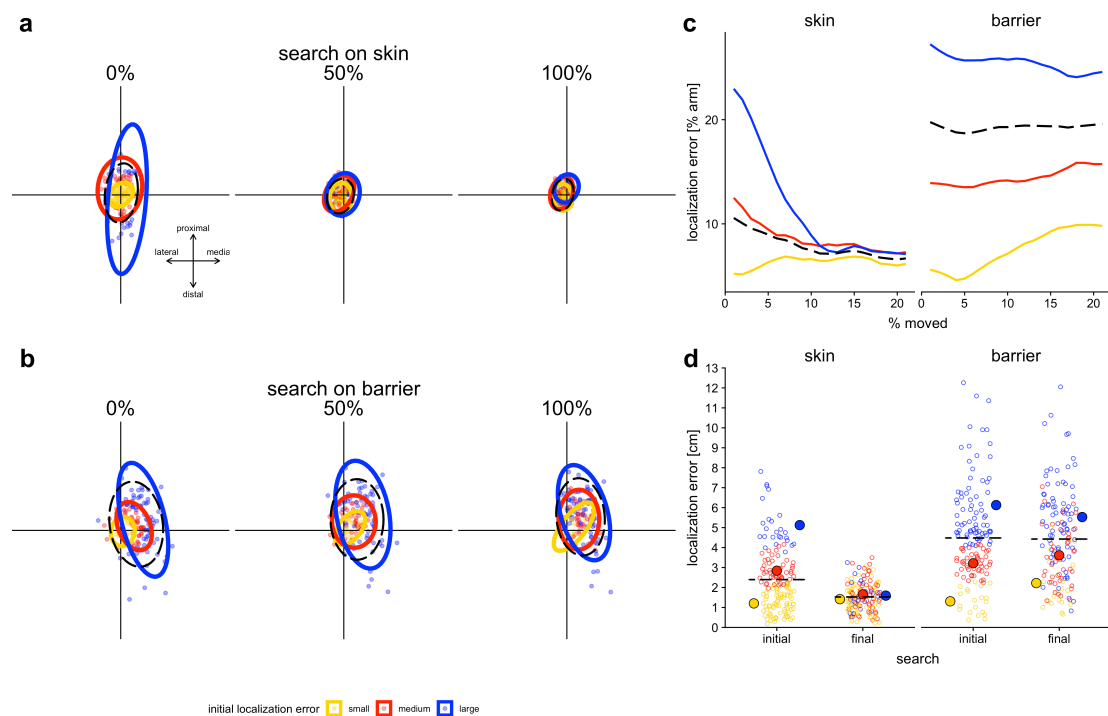 a
search on skin
0%
50%
100%
proximal
lateral
media
distal
b
search on barrier
0%
50%
100%
initial localization error
small
medium
large
c
skin
barrier
localization error [% arm]
20
10
0 5 10 15 20
0 5 10 15 20
% moved
d
skin
barrier
localization error [cm]
13
12
11
10
9
8
7
6
5
4
3
2
1
0
initial final
initial final
search